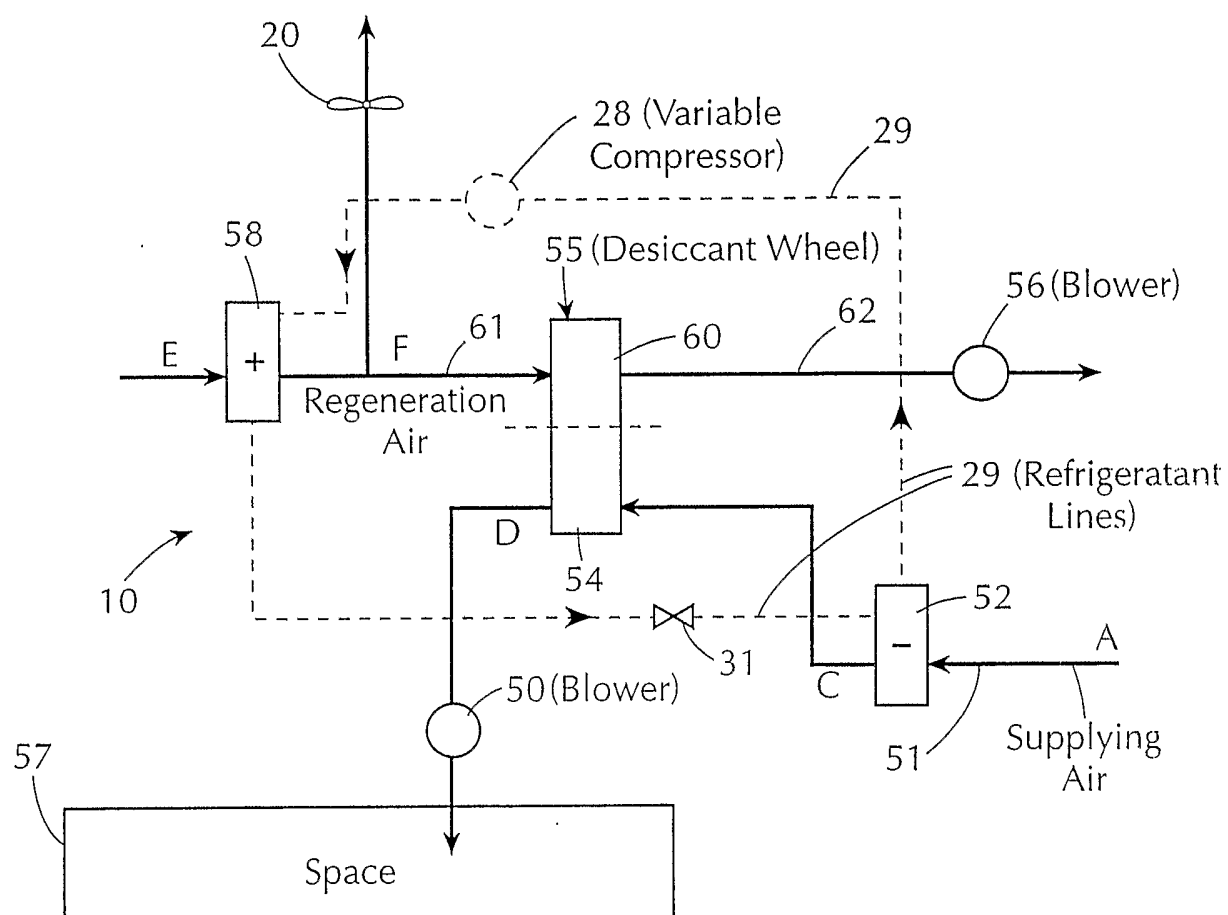 20
28 (Variable
Compressor)
29
58
55 (Desiccant Wheel)
56 (Blower)
E
+
F
61
60
62
Regeneration
Air
29 (Refrigeratant
Lines)
D
10
54
52
31
–
A
C
50 (Blower)
51
Supplying
Air
57
Space